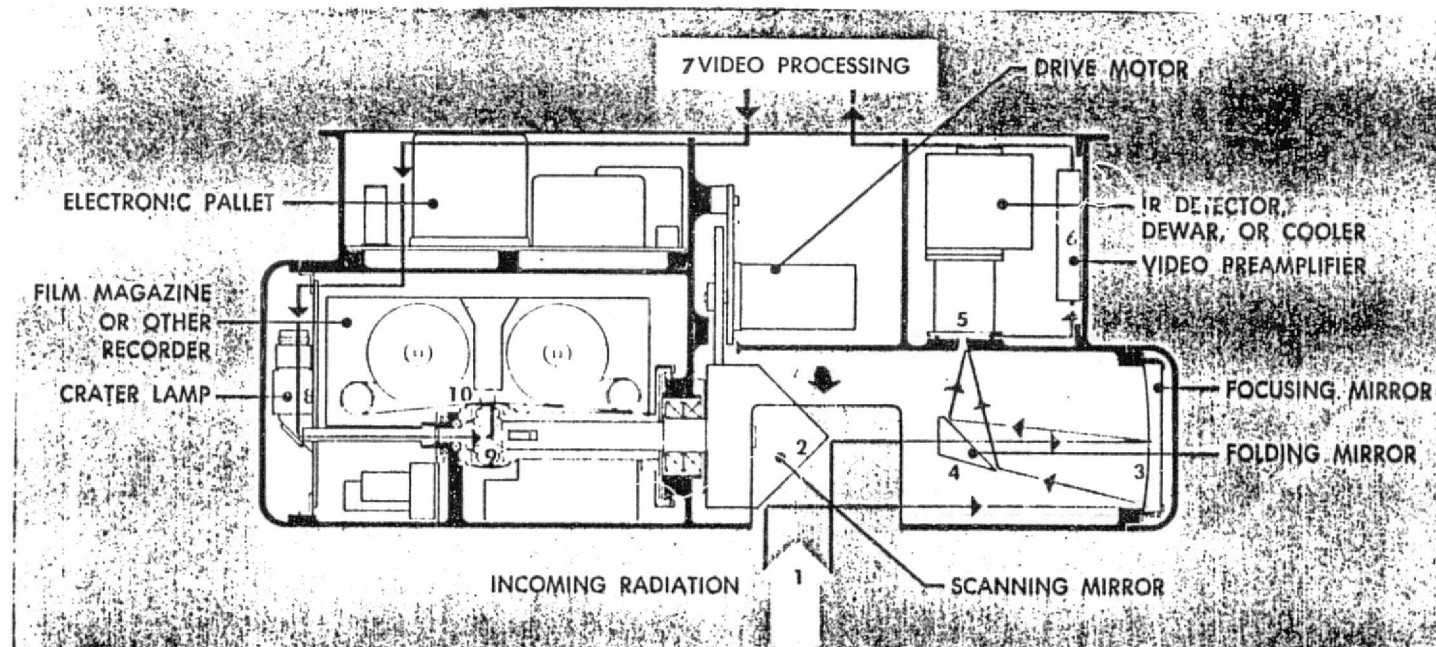 7 VIDEO PROCESSING
DRIVE MOTOR
ELECTRONIC PALLET
IR DETECTOR,
DEWAR, OR COOLER
6
VIDEO PREAMPLIFIER
FILM MAGAZINE
OR OTHER
RECORDER
5
CRATER LAMP
8
10
FOCUSING MIRROR
2
9
4
3
FOLDING MIRROR
INCOMING RADIATION
1
SCANNING MIRROR